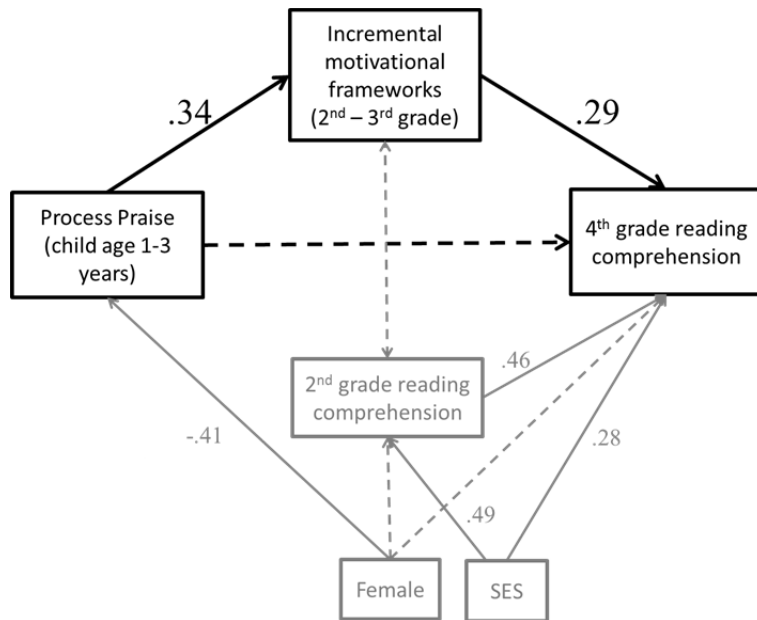 Incremental
motivational
frameworks
(2nd – 3rd grade)
.34
.29
Process Praise
(child age 1-3
years)
4th grade reading
comprehension
2nd grade reading
comprehension
.46
-.41
.28
.49
Female
SES